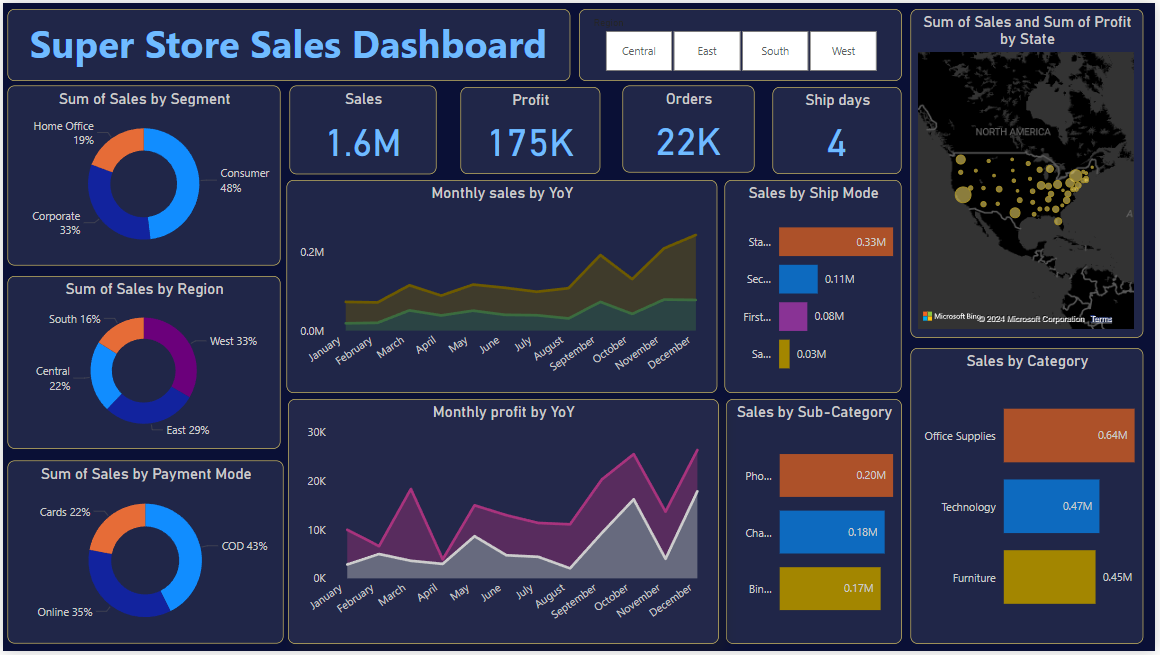 Super Store Sales Dashboard
Central
East
South
West
Sum of Sales and Sum of Profit
by State
NORTH AMERICA
A
Microsoft Bing
© 2024 Microsoft Corporation
Terms
Sum of Sales by Segment
Home Office
19%
Consumer
48%
Corporate
33%
Sales
1.6M
Profit
175K
Orders
22K
Ship days
4
Monthly sales by YoY
0.2M
0.0M
January
February
March
April
May
June
July
August
September
October
November
December
Sales by Ship Mode
Sta...
0.33M
Sec...
0.11M
First...
0.08M
Sa...
0.03M
Sum of Sales by Region
South 16%
West 33%
Central
22%
East 29%
Sales by Category
Office Supplies
0.64M
Technology
0.47M
Furniture
0.45M
Monthly profit by YoY
30K
20K
10K
0K
January
February
March
April
May
June
July
August
September
October
November
December
Sales by Sub-Category
Pho...
0.20M
Cha...
0.18M
Bin...
0.17M
Sum of Sales by Payment Mode
Cards 22%
COD 43%
Online 35%